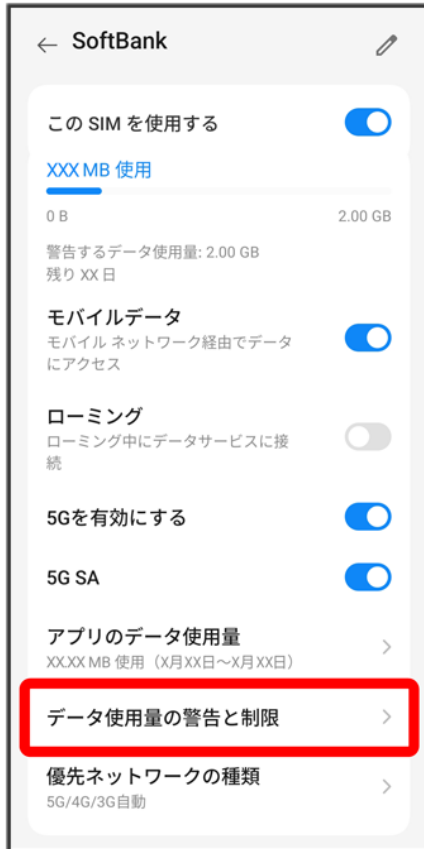 SoftBank
この SIM を使用する
XXX MB 使用
0 B 2.00 GB
警告するデータ使用量: 2.00 GB
残り XX 日
モバイルデータ
モバイル ネットワーク経由でデータ
にアクセス
ローミング
ローミング中にデータサービスに接
続
5Gを有効にする
5G SA
アプリのデータ使用量
XX.XX MB 使用（X月XX日～X月XX日）
データ使用量の警告と制限
優先ネットワークの種類
5G/4G/3G自動